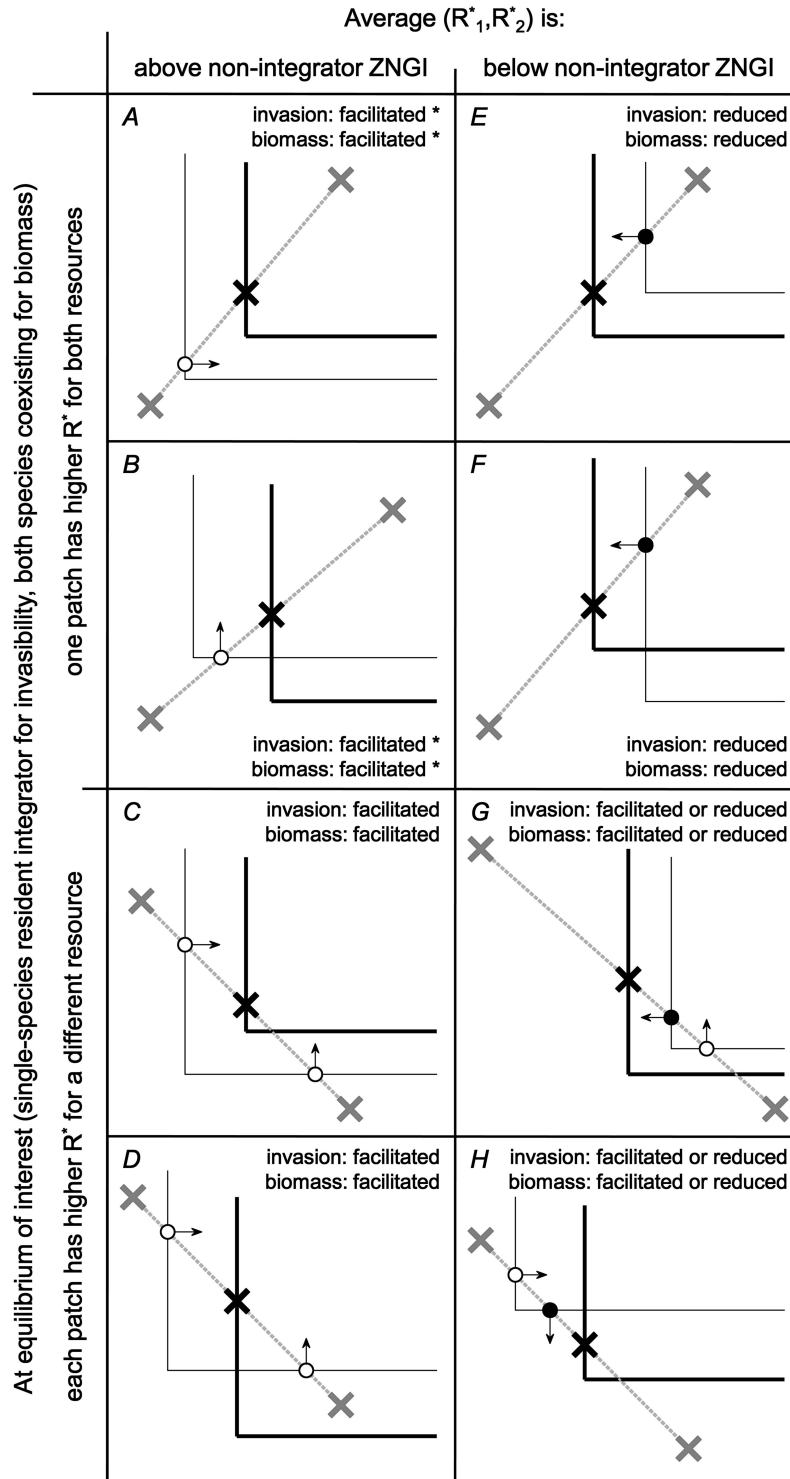 Average (R*1,R*2) is:
above non-integrator ZNGI
below non-integrator ZNGI
At equilibrium of interest (single-species resident integrator for invasibility, both species coexisting for biomass)
one patch has higher R* for both resources
each patch has higher R* for a different resource
A
invasion: facilitated *
biomass: facilitated *
E
invasion: reduced
biomass: reduced
B
invasion: facilitated *
biomass: facilitated *
F
invasion: reduced
biomass: reduced
C
invasion: facilitated
biomass: facilitated
G
invasion: facilitated or reduced
biomass: facilitated or reduced
D
invasion: facilitated
biomass: facilitated
H
invasion: facilitated or reduced
biomass: facilitated or reduced